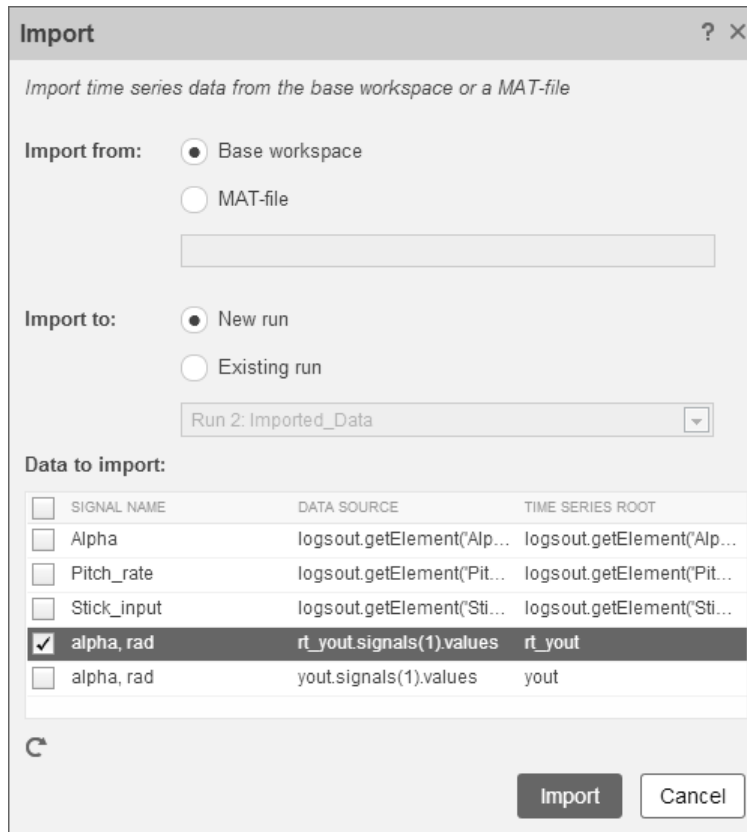 Import ?
Import time series data from the base workspace or a MAT-file
Import from: Base workspace
MAT-file
Import to: New run
Existing run
Run 2: Imported_Data
Data to import:
SIGNAL NAME DATA SOURCE TIME SERIES ROOT
Alpha logsout.getElement('Alp... logsout.getElement('Alp...
Pitch_rate logsout.getElement('Pit... logsout.getElement('Pit...
Stick_input logsout.getElement('Sti... logsout.getElement('Sti...
alpha, rad rt_yout.signals(1).values rt_yout
alpha, rad yout.signals(1).values yout
Import Cancel